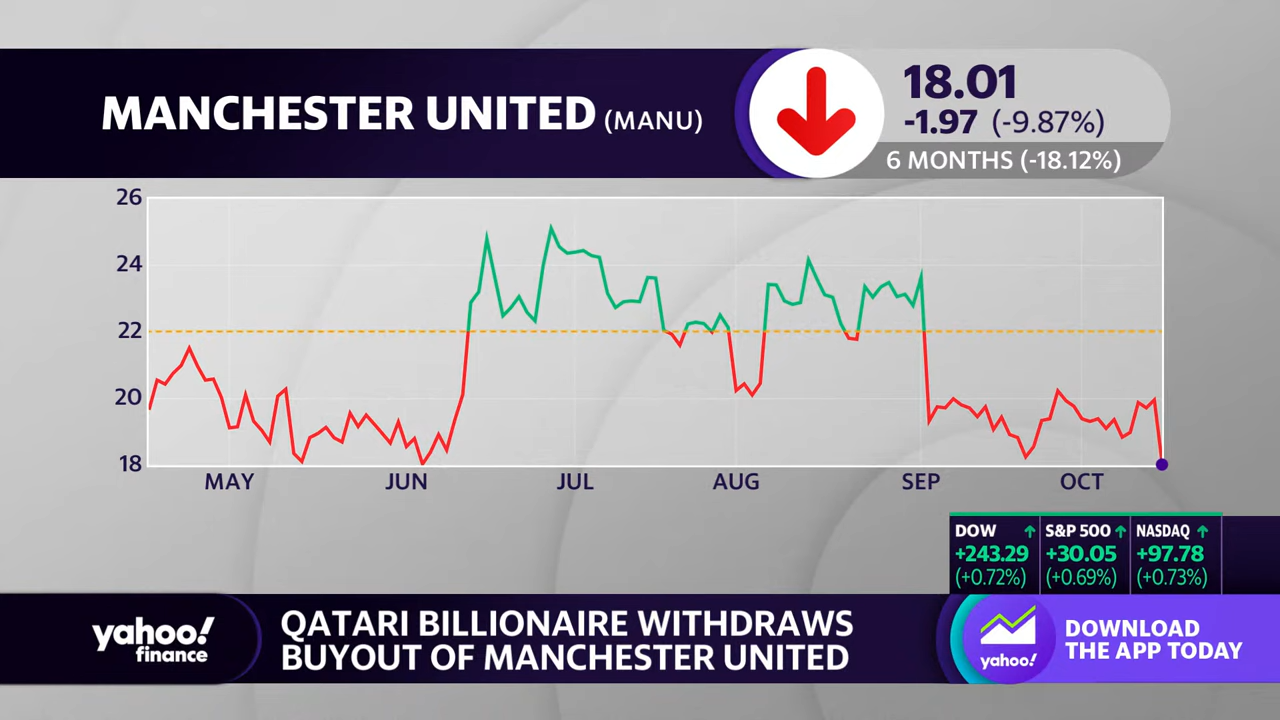 MANCHESTER UNITED (MANU)
18.01
-1.97 (-9.87%)
6 MONTHS (-18.12%)
26
24
22
20
18
MAY JUN JUL AUG SEP OCT
DOW S&P 500 NASDAQ
+243.29 +30.05 +97.78
(+0.72%) (+0.69%) (+0.73%)
yahoo!
finance
QATARI BILLIONAIRE WITHDRAWS
BUYOUT OF MANCHESTER UNITED
yahoo!
DOWNLOAD
THE APP TODAY